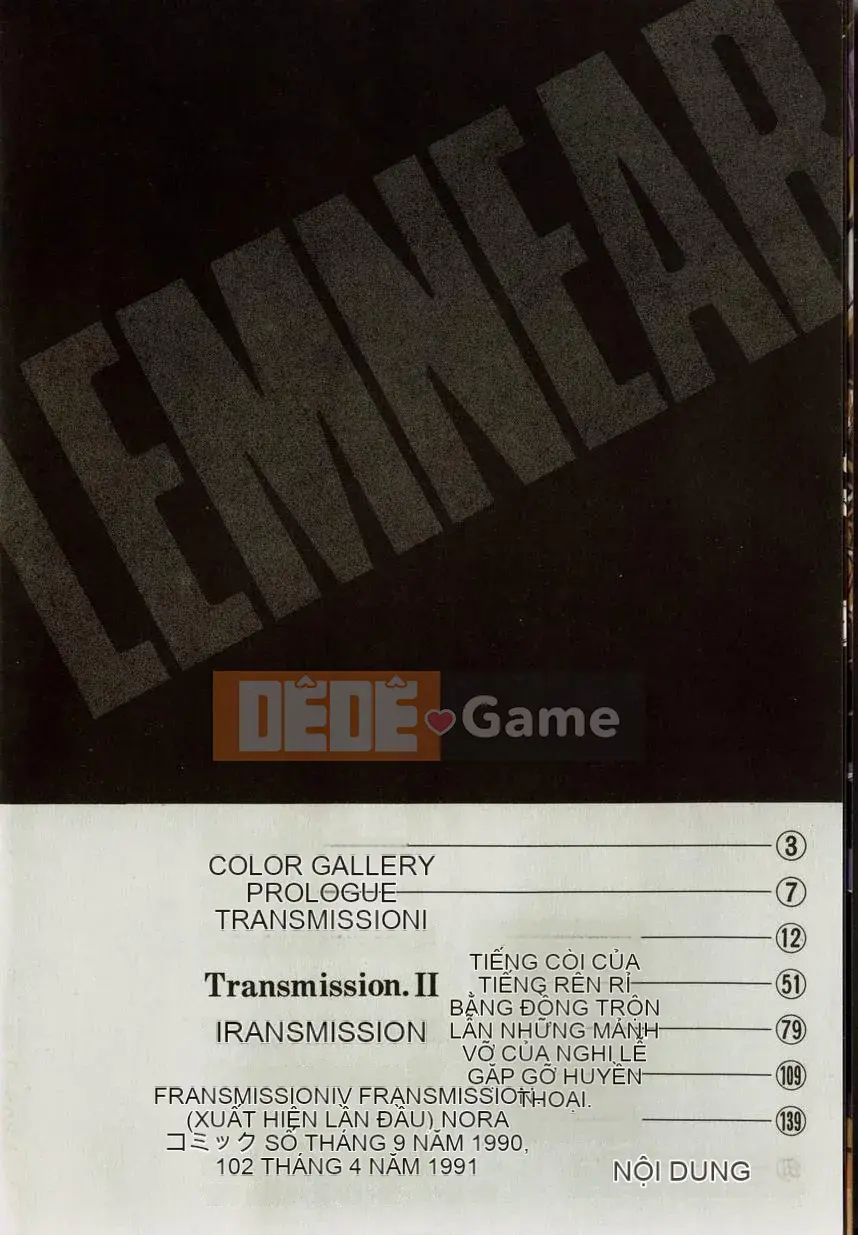 LEMNEAR
DÊDÊ Game
COLOR GALLERY
3
PROLOGUE
7
TRANSMISSIONI
12
Transmission. II
51
IRANSMISSION
79
TIẾNG CÒI CỦA
TIẾNG RÊN RỈ
BẰNG ĐỒNG TRỘN
LẪN NHỮNG MẢNH
VỠ CỦA NGHI LỄ
GẶP GỠ HUYỀN
THOẠI.
109
139
FRANSMISSIONIV FRANSMISSION
(XUẤT HIỆN LẦN ĐẦU) NORA
コミック SỐ THÁNG 9 NĂM 1990,
102 THÁNG 4 NĂM 1991
NỘI DUNG